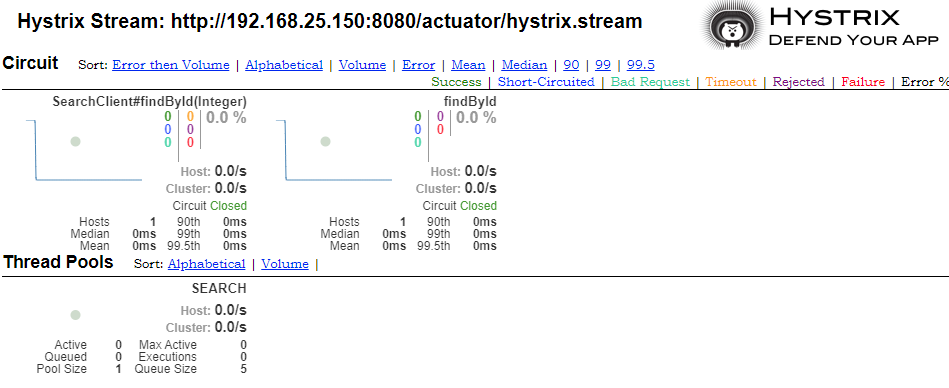 Hystrix Stream: http://192.168.25.150:8080/actuator/hystrix.stream
HYSTRIX
DEFEND YOUR APP
Circuit Sort: Error then Volume | Alphabetical | Volume | Error | Mean | Median | 90 | 99 | 99.5
Success | Short-Circuited | Bad Request | Timeout | Rejected | Failure | Error %
SearchClient#findById(Integer)
0 0 0.0 %
0 0
0 0
Host: 0.0/s
Cluster: 0.0/s
Circuit Closed
Hosts 1 90th 0ms
Median 0ms 99th 0ms
Mean 0ms 99.5th 0ms
findById
0 0 0.0 %
0 0
0
Host: 0.0/s
Cluster: 0.0/s
Circuit Closed
Hosts 1 90th 0ms
Median 0ms 99th 0ms
Mean 0ms 99.5th 0ms
Thread Pools Sort: Alphabetical | Volume |
SEARCH
Host: 0.0/s
Cluster: 0.0/s
Active 0 Max Active 0
Queued 0 Executions 0
Pool Size 1 Queue Size 5